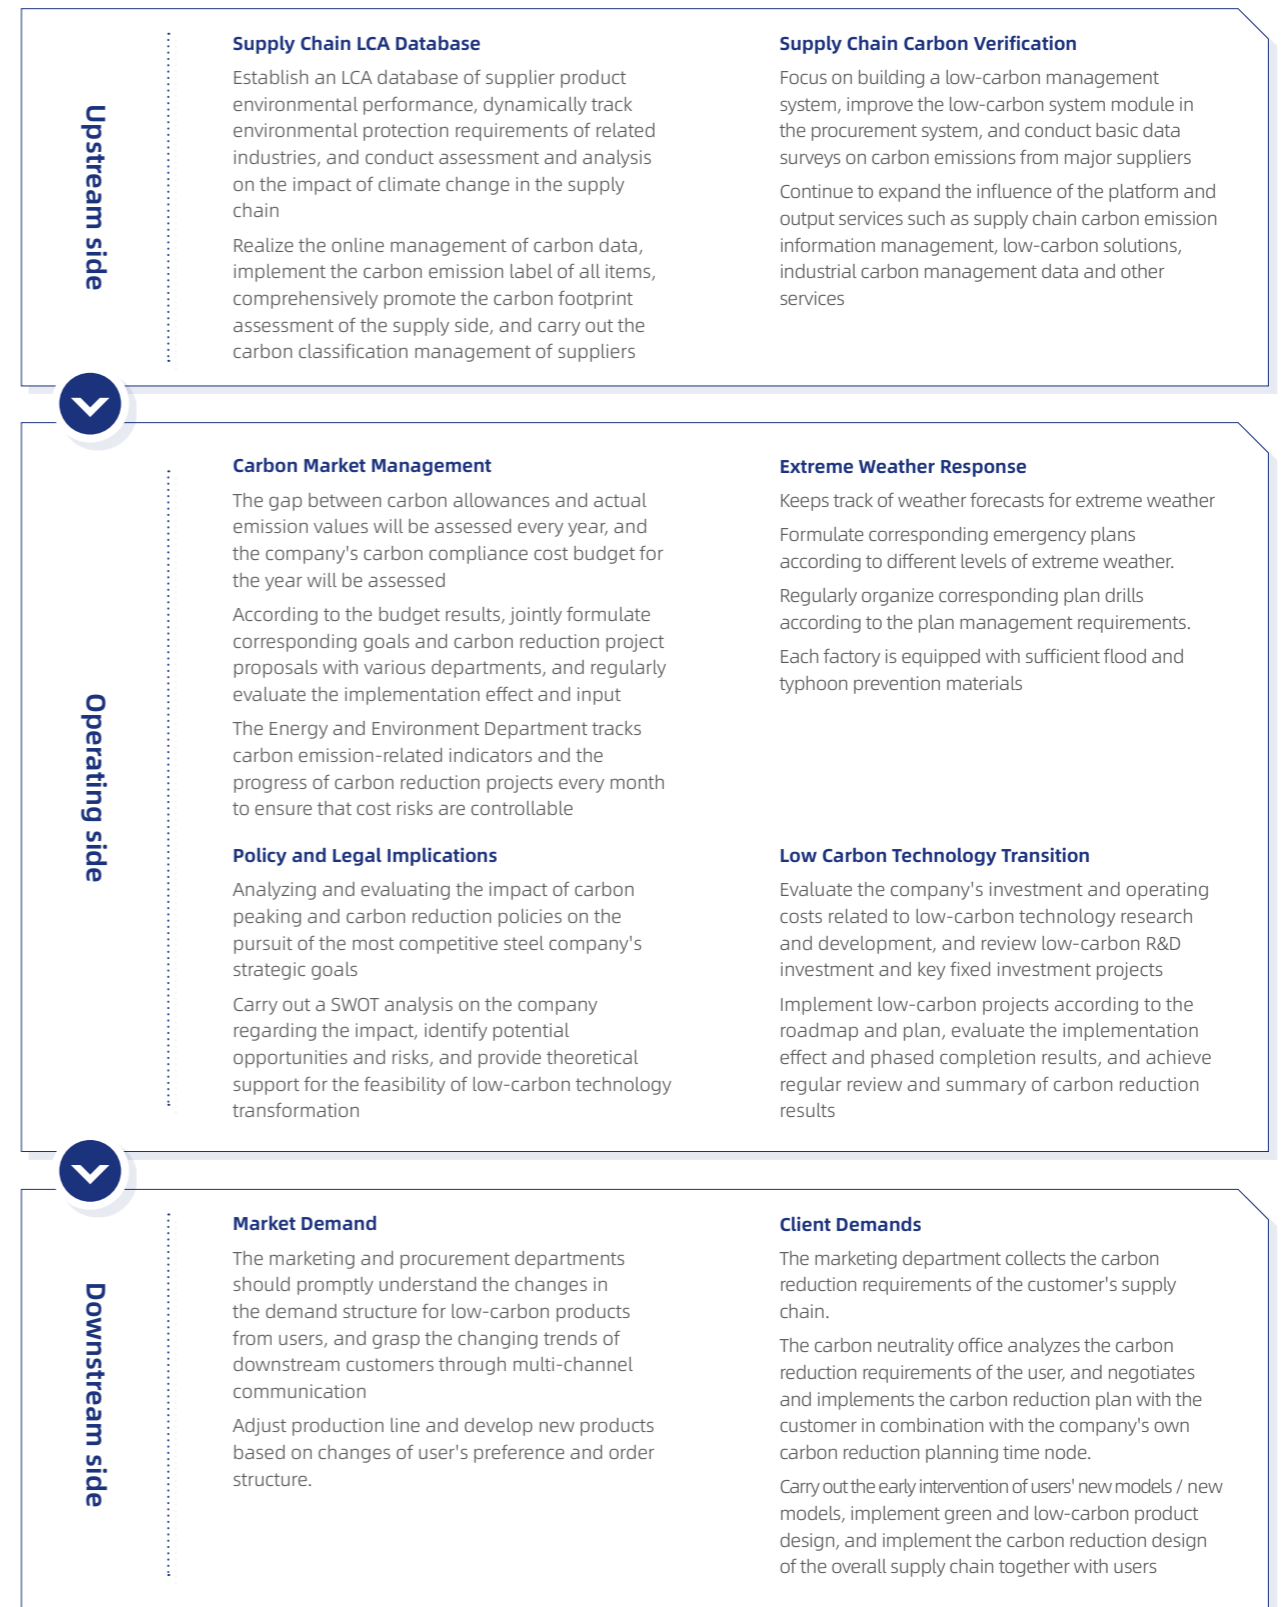 Upstream side
Supply Chain LCA Database
Establish an LCA database of supplier product
environmental performance, dynamically track
environmental protection requirements of related
industries, and conduct assessment and analysis
on the impact of climate change in the supply
chain
Realize the online management of carbon data,
implement the carbon emission label of all items,
comprehensively promote the carbon footprint
assessment of the supply side, and carry out the
carbon classification management of suppliers
Supply Chain Carbon Verification
Focus on building a low-carbon management
system, improve the low-carbon system module in
the procurement system, and conduct basic data
surveys on carbon emissions from major suppliers
Continue to expand the influence of the platform and
output services such as supply chain carbon emission
information management, low-carbon solutions,
industrial carbon management data and other
services
Operating side
Carbon Market Management
The gap between carbon allowances and actual
emission values will be assessed every year, and
the company's carbon compliance cost budget for
the year will be assessed
According to the budget results, jointly formulate
corresponding goals and carbon reduction project
proposals with various departments, and regularly
evaluate the implementation effect and input
The Energy and Environment Department tracks
carbon emission-related indicators and the
progress of carbon reduction projects every month
to ensure that cost risks are controllable
Extreme Weather Response
Keeps track of weather forecasts for extreme weather
Formulate corresponding emergency plans
according to different levels of extreme weather.
Regularly organize corresponding plan drills
according to the plan management requirements.
Each factory is equipped with sufficient flood and
typhoon prevention materials
Policy and Legal Implications
Analyzing and evaluating the impact of carbon
peaking and carbon reduction policies on the
pursuit of the most competitive steel company's
strategic goals
Carry out a SWOT analysis on the company
regarding the impact, identify potential
opportunities and risks, and provide theoretical
support for the feasibility of low-carbon technology
transformation
Low Carbon Technology Transition
Evaluate the company's investment and operating
costs related to low-carbon technology research
and development, and review low-carbon R&D
investment and key fixed investment projects
Implement low-carbon projects according to the
roadmap and plan, evaluate the implementation
effect and phased completion results, and achieve
regular review and summary of carbon reduction
results
Downstream side
Market Demand
The marketing and procurement departments
should promptly understand the changes in
the demand structure for low-carbon products
from users, and grasp the changing trends of
downstream customers through multi-channel
communication
Adjust production line and develop new products
based on changes of user's preference and order
structure.
Client Demands
The marketing department collects the carbon
reduction requirements of the customer's supply
chain.
The carbon neutrality office analyzes the carbon
reduction requirements of the user, and negotiates
and implements the carbon reduction plan with the
customer in combination with the company's own
carbon reduction planning time node.
Carry out the early intervention of users' new models / new
models, implement green and low-carbon product
design, and implement the carbon reduction design
of the overall supply chain together with users